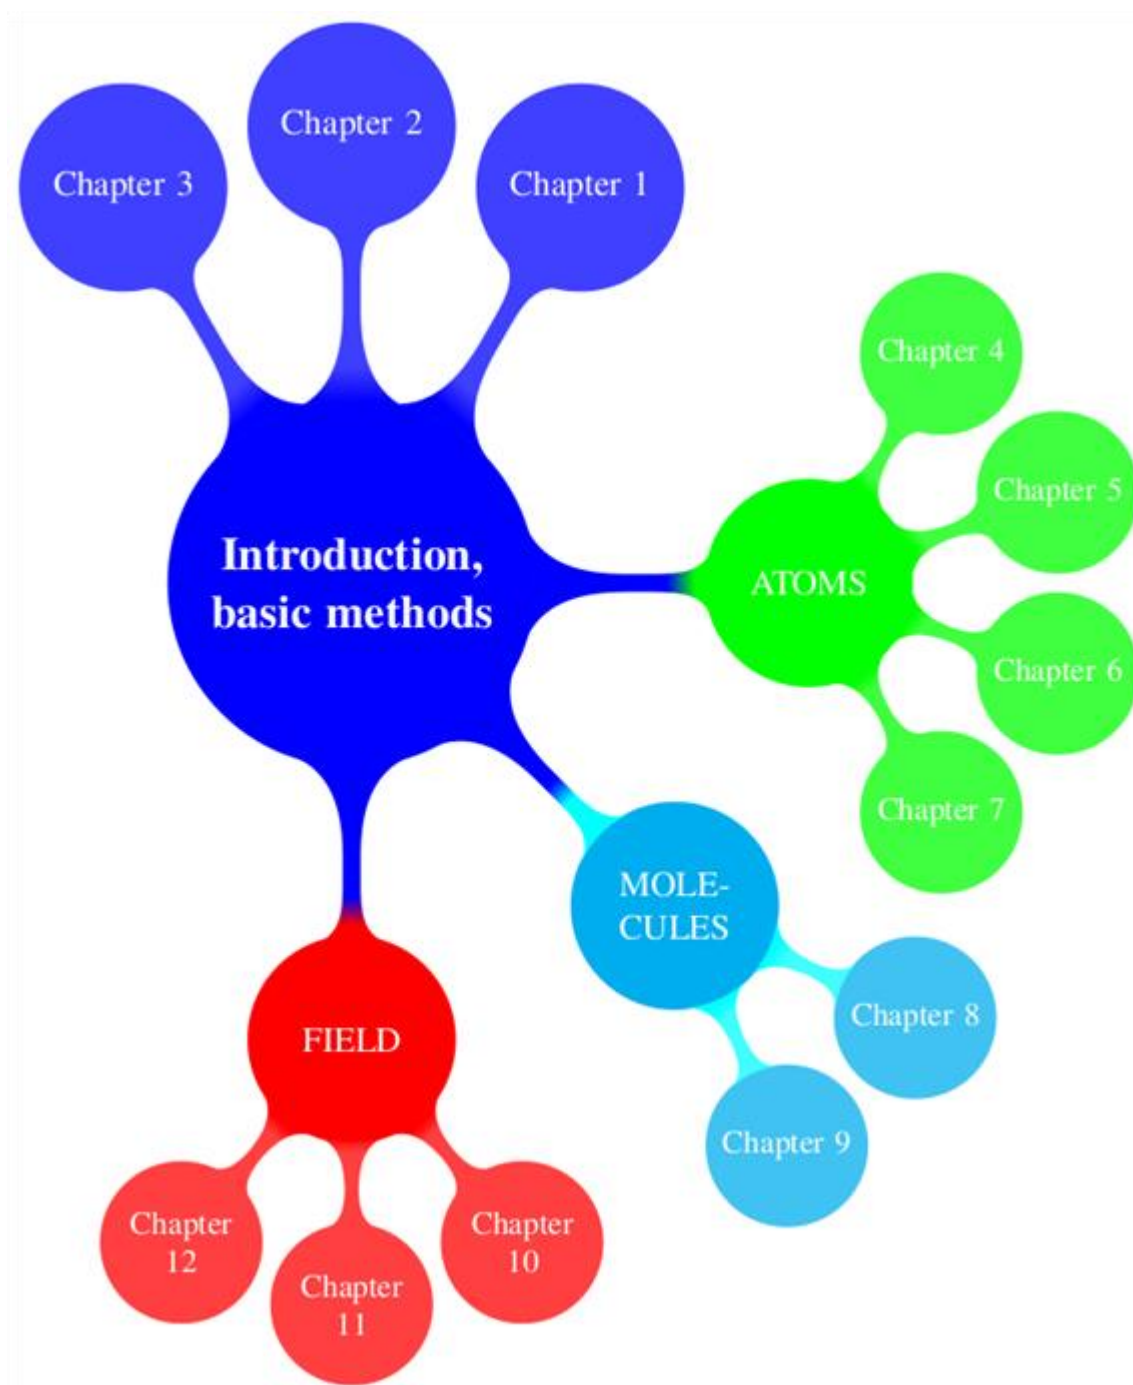 Chapter 3
Chapter 2
Chapter 1
Introduction,
basic methods
Chapter 4
Chapter 5
ATOMS
Chapter 6
Chapter 7
MOLE-
CULES
Chapter 8
Chapter 9
FIELD
Chapter
12
Chapter
11
Chapter
10